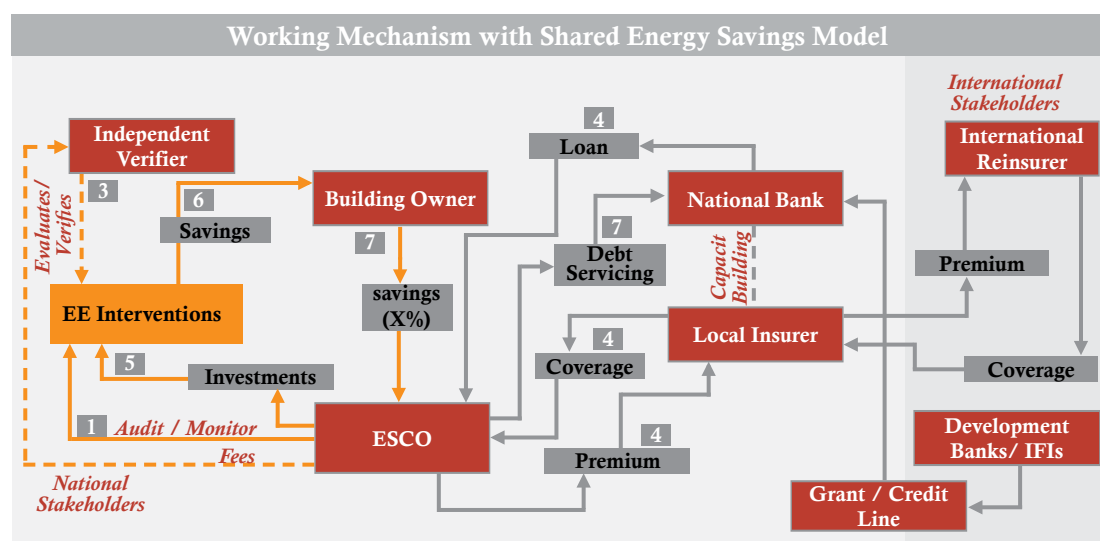 Working Mechanism with Shared Energy Savings Model
International
Stakeholders
Independent
Verifier
4
Loan
International
Reinsurer
3
6
Savings
Building Owner
National Bank
Evaluates/
Verifies
7
7
Debt
Servicing
Capacit
Building
Premium
EE Interventions
savings
(X%)
Local Insurer
5
Investments
4
Coverage
Coverage
1
Audit / Monitor
ESCO
4
Premium
Development
Banks/ IFIs
Fees
National
Stakeholders
Grant / Credit
Line